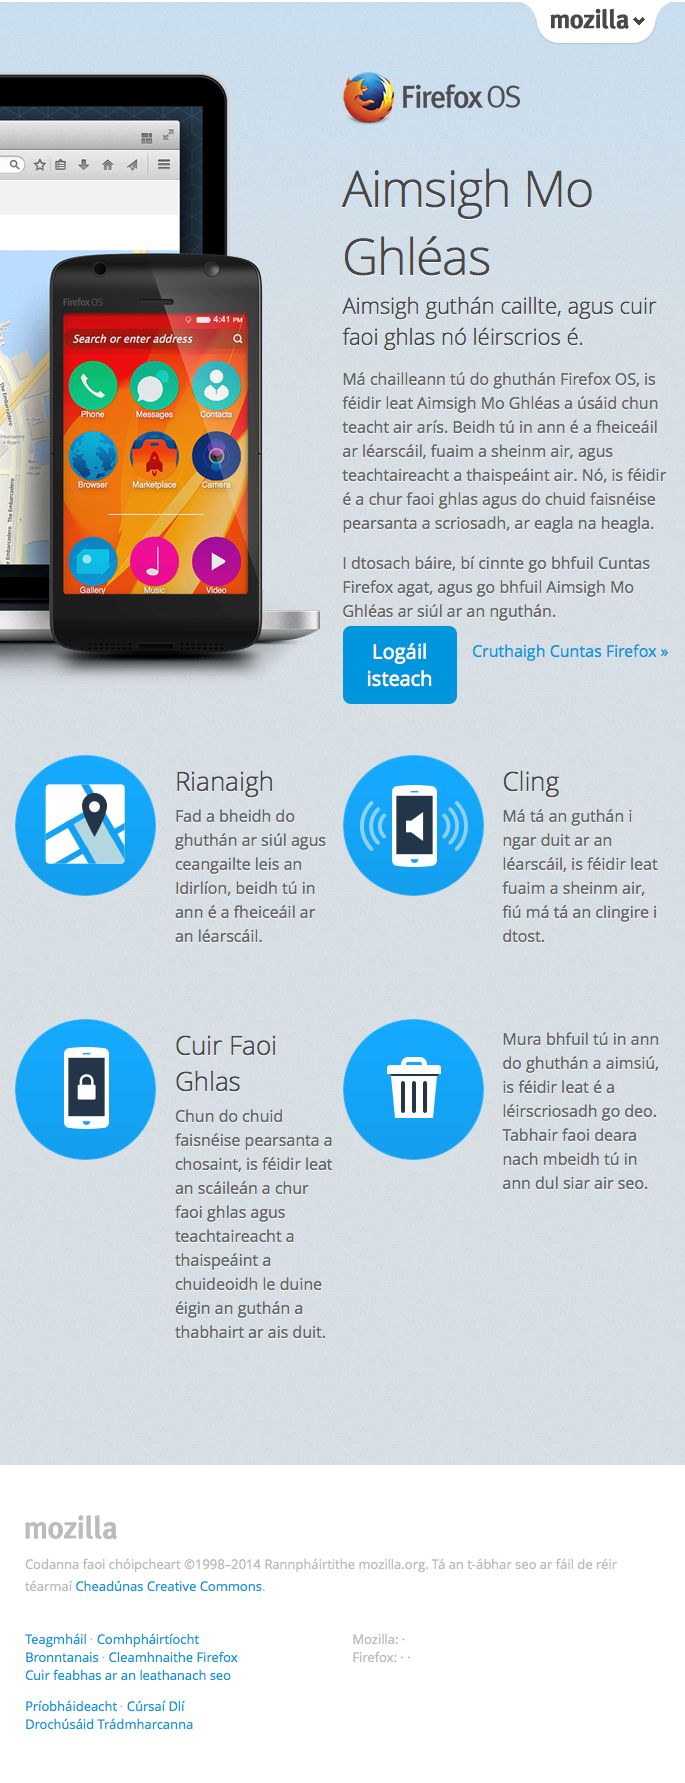 mozilla
Firefox OS
Aimsigh Mo
Ghléas
Aimsigh guthán caillte, agus cuir
faoi ghlas nó léirscrios é.
Má chailleann tú do ghuthán Firefox OS, is
féidir leat Aimsigh Mo Ghléas a úsáid chun
teacht air arís. Beidh tú in ann é a fheiceáil
ar léarscáil, fuaim a sheinm air, agus
teachtaireacht a thaispeáint air. Nó, is féidir
é a chur faoi ghlas agus do chuid faisnéise
pearsanta a scriosadh, ar eagla na heagla.
I dtosach báire, bí cinnte go bhfuil Cuntas
Firefox agat, agus go bhfuil Aimsigh Mo
Ghléas ar siúl ar an nguthán.
Logáil
isteach
Cruthaigh Cuntas Firefox »
Firefox OS
4:41 PM
Search or enter address
Phone
Messages
Contacts
Browser
Marketplace
Camera
Gallery
Music
Video
The Embarcadero
Rianaigh
Fad a bheidh do
ghuthán ar siúl agus
ceangailte leis an
Idirlíon, beidh tú in
ann é a fheiceáil ar
an léarscáil.
Cling
Má tá an guthán i
ngar duit ar an
léarscáil, is féidir leat
fuaim a sheinm air,
fiú má tá an clingire i
dtost.
Cuir Faoi
Ghlas
Chun do chuid
faisnéise pearsanta a
chosaint, is féidir leat
an scáileán a chur
faoi ghlas agus
teachtaireacht a
thaispeáint a
chuideoidh le duine
éigin an guthán a
thabhairt ar ais duit.
Mura bhfuil tú in ann
do ghuthán a aimsiú,
is féidir leat é a
léirscriosadh go deo.
Tabhair faoi deara
nach mbeidh tú in
ann dul siar air seo.
mozilla
Codanna faoi chóipcheart ©1998–2014 Rannpháirtithe mozilla.org. Tá an t-ábhar seo ar fáil de réir
téarmaí Cheadúnas Creative Commons.
Teagmháil · Comhpháirtíocht
Bronntanais · Cleamhnaithe Firefox
Cuir feabhas ar an leathanach seo
Príobháideacht · Cúrsaí Dlí
Drochúsáid Trádmharcanna
Mozilla: ·
Firefox: · ·